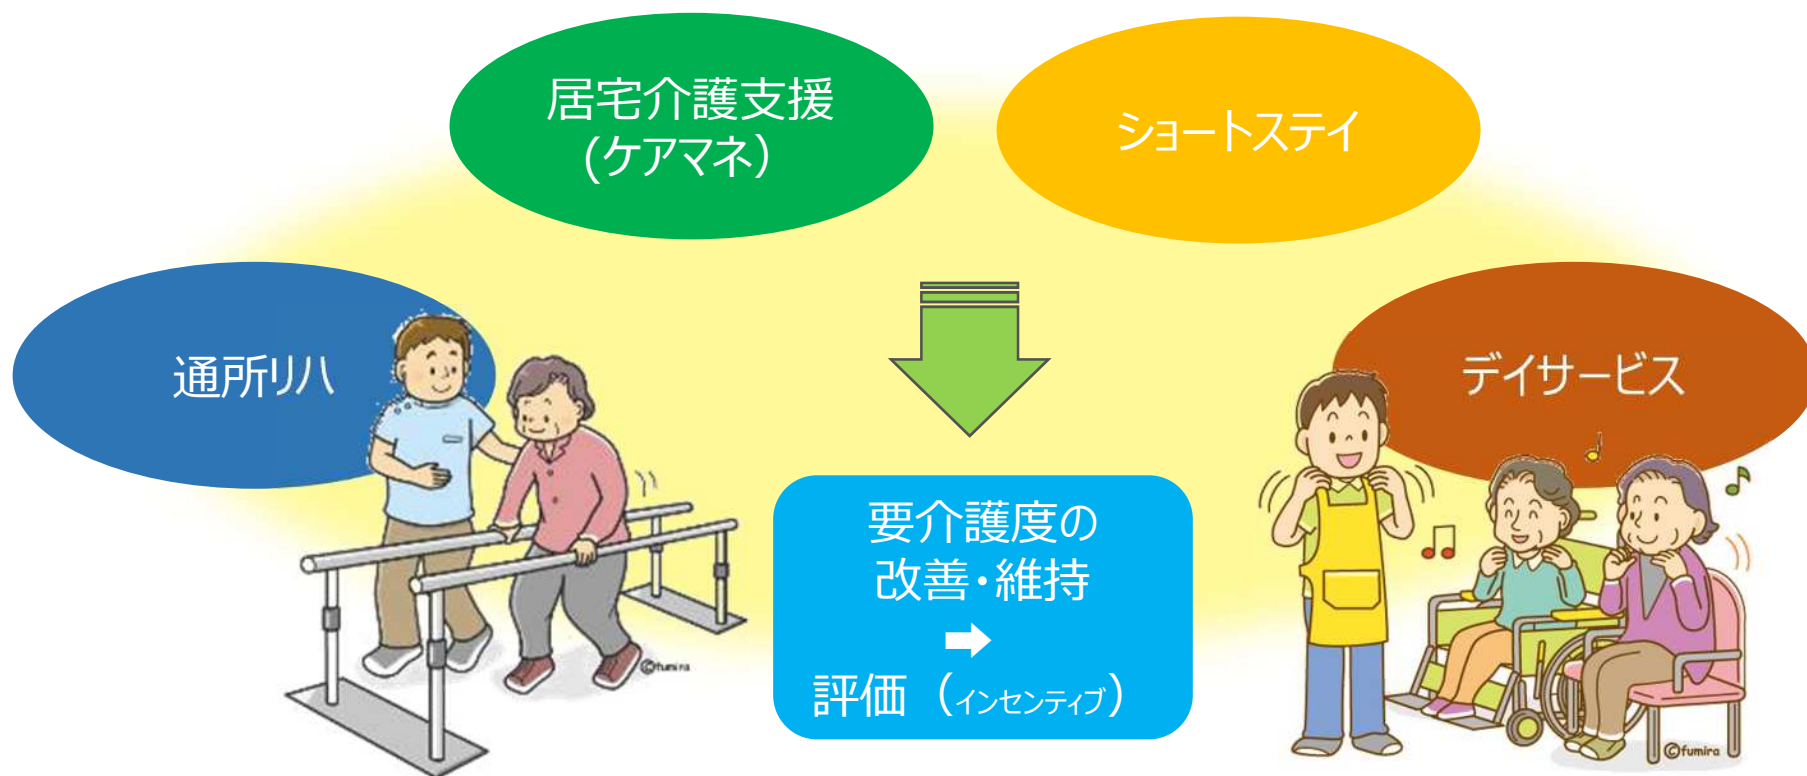 居宅介護支援
(ケアマネ）
ショートステイ
通所リハ
デイサービス
要介護度の
改善・維持
➡
評価（インセンティブ）
©fumira
©fumira